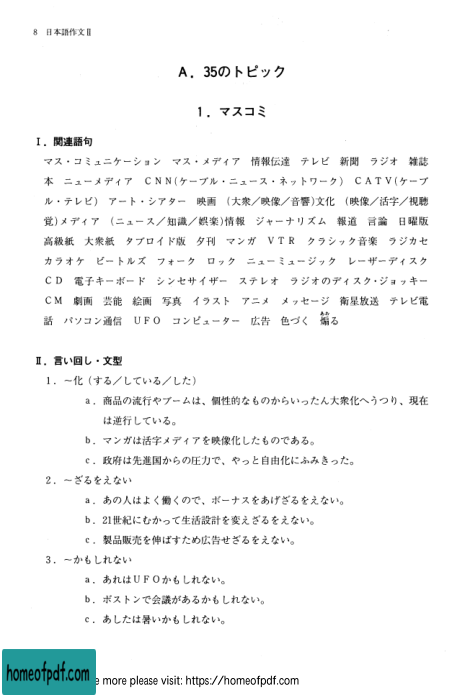 8 日本語作文Ⅱ
A．35のトピック
1．マスコミ
Ⅰ．関連語句
マス・コミュニケーション　マス・メディア　情報伝達　テレビ　新聞　ラジオ　雑誌
本　ニューメディア　CNN(ケーブル・ニュース・ネットワーク)　CATV(ケーブ
ル・テレビ)　アート・シアター　映画　(大衆／映像／音響)文化　(映像／活字／視聴
覚)メディア　(ニュース／知識／娯楽)情報　ジャーナリズム　報道　言論　日曜版
高級紙　大衆紙　タブロイド版　夕刊　マンガ　VTR　クラシック音楽　ラジカセ
カラオケ　ビートルズ　フォーク　ロック　ニューミュージック　レーザーディスク
CD　電子キーボード　シンセサイザー　ステレオ　ラジオのディスク・ジョッキー
CM　劇画　芸能　絵画　写真　イラスト　アニメ　メッセージ　衛星放送　テレビ電
あお
話　パソコン通信　UFO　コンピューター　広告　色づく　煽る
Ⅱ．言い回し・文型
1．～化（する／している／した）
a．商品の流行やブームは、個性的なものからいったん大衆化へうつり、現在
は逆行している。
b．マンガは活字メディアを映像化したものである。
c．政府は先進国からの圧力で、やっと自由化にふみきった。
2．～ざるをえない
a．あの人はよく働くので、ボーナスをあげざるをえない。
b．21世紀にむかって生活設計を変えざるをえない。
c．製品販売を伸ばすため広告せざるをえない。
3．～かもしれない
a．あれはUFOかもしれない。
b．ボストンで会議があるかもしれない。
c．あしたは暑いかもしれない。
homeofpdf.com
e more please visit: https://homeofpdf.com